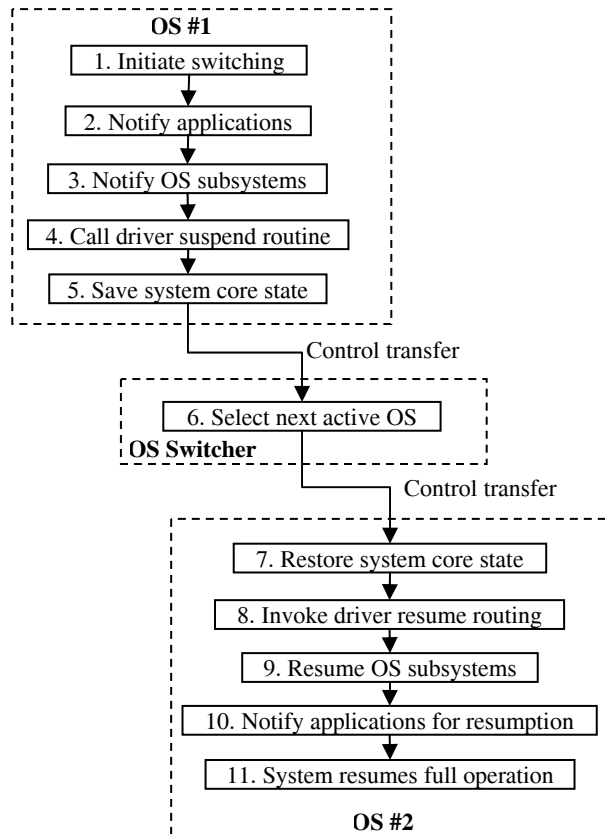 OS #1
1. Initiate switching
2. Notify applications
3. Notify OS subsystems
4. Call driver suspend routine
5. Save system core state
Control transfer
6. Select next active OS
OS Switcher
Control transfer
7. Restore system core state
8. Invoke driver resume routing
9. Resume OS subsystems
10. Notify applications for resumption
11. System resumes full operation
OS #2